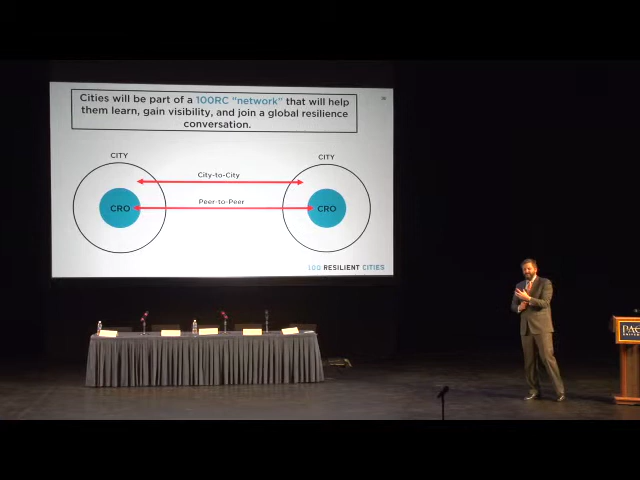 Cities will be part of a 100RC “network” that will help
them learn, gain visibility, and join a global resilience
conversation.
CITY
CITY
City-to-City
CRO
Peer-to-Peer
CRO
100 RESILIENT CITIES